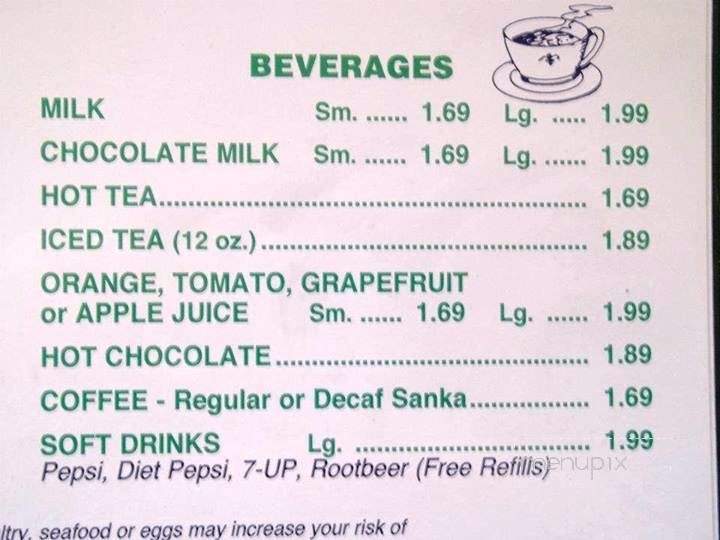 BEVERAGES
MILK Sm. ...... 1.69 Lg. ..... 1.99
CHOCOLATE MILK Sm. ...... 1.69 Lg. ...... 1.99
HOT TEA.............................................................. 1.69
ICED TEA (12 oz.)............................................... 1.89
ORANGE, TOMATO, GRAPEFRUIT
or APPLE JUICE Sm. ...... 1.69 Lg. ...... 1.99
HOT CHOCOLATE............................................. 1.89
COFFEE - Regular or Decaf Sanka................. 1.69
SOFT DRINKS Lg. .................................. 1.99
Pepsi, Diet Pepsi, 7-UP, Rootbeer (Free Refills)
menupix
ltry, seafood or eggs may increase your risk of